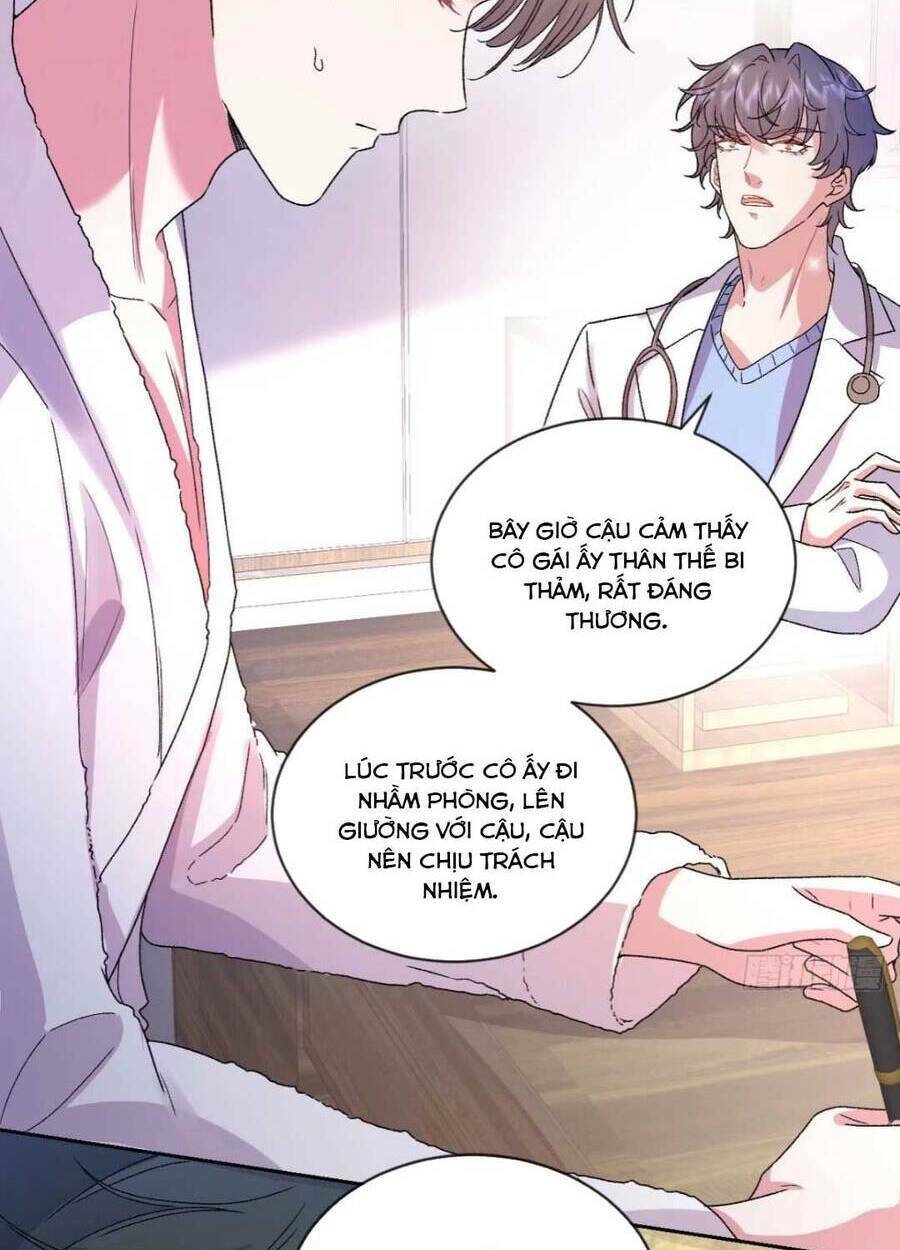 BÂY GIỜ CẬU CẢM THẤY
CÔ GÁI ẤY THÂN THẾ BI
THẢM, RẤT ĐÁNG
THƯƠNG.
LÚC TRƯỚC CÔ ẤY ĐI
NHẦM PHÒNG, LÊN
GIƯỜNG VỚI CẬU, CẬU
NÊN CHỊU TRÁCH
NHIỆM.